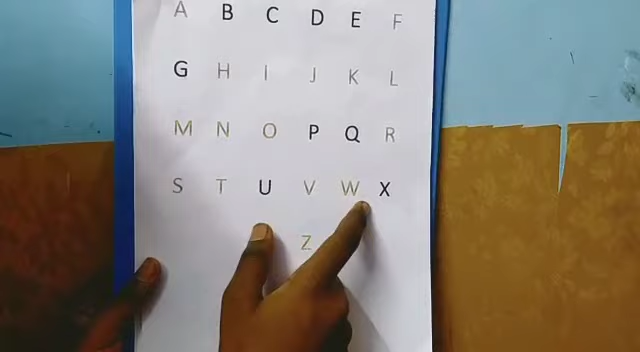 A B C D E F
G H I J K L
M N O P Q R
S T U V W X
Z